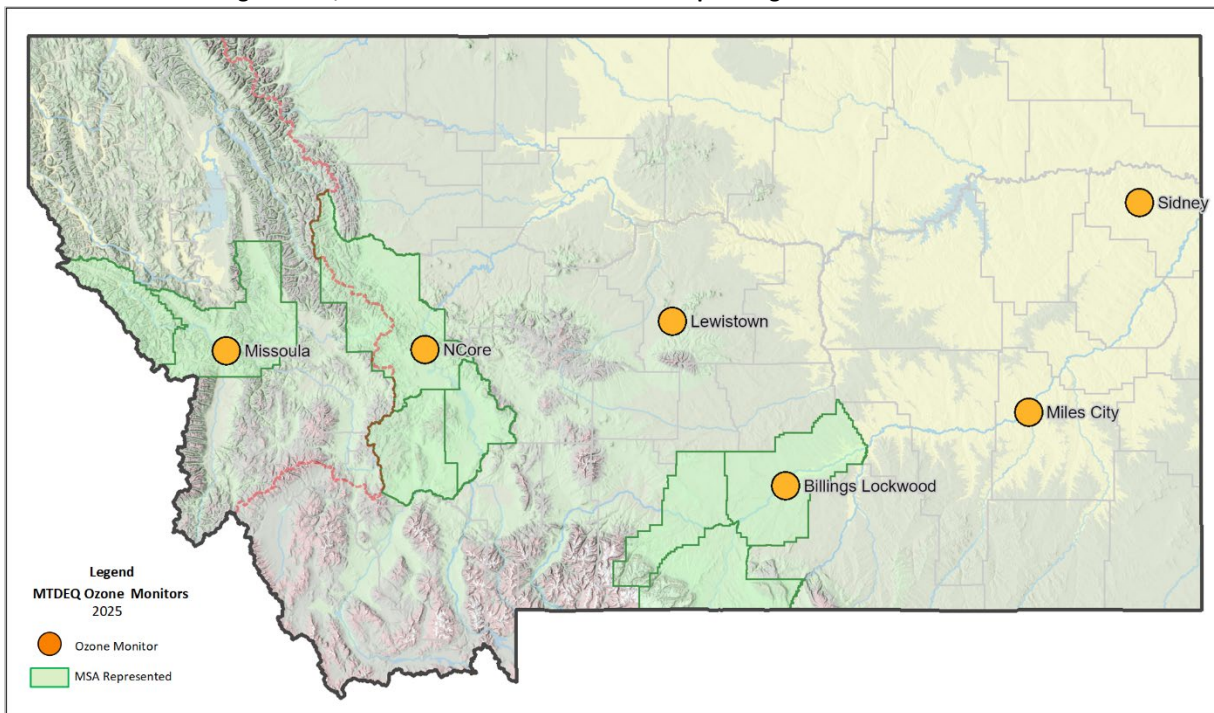 Sidney
Lewistown
Missoula
NCore
Miles City
Billings Lockwood
Legend
MTDEQ Ozone Monitors
2025
Ozone Monitor
MSA Represented